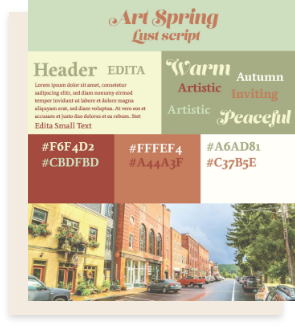 Art Spring
Lust script
Header EDITA
Lorem ipsum dolor sit amet, consetetur
sadipscing elitr, sed diam nonumy eirmod
tempor invidunt ut labore et dolore magna
aliquyam erat, sed diam voluptua. At vero eos et
accusam et justo duo dolores et ea rebum. Stet
Edita Small Text
Warm
Autumn
Artistic
Inviting
Artistic
Peaceful
#F6F4D2
#CBDFBD
#FFFEF4
#A44A3F
#A6AD81
#C37B5E